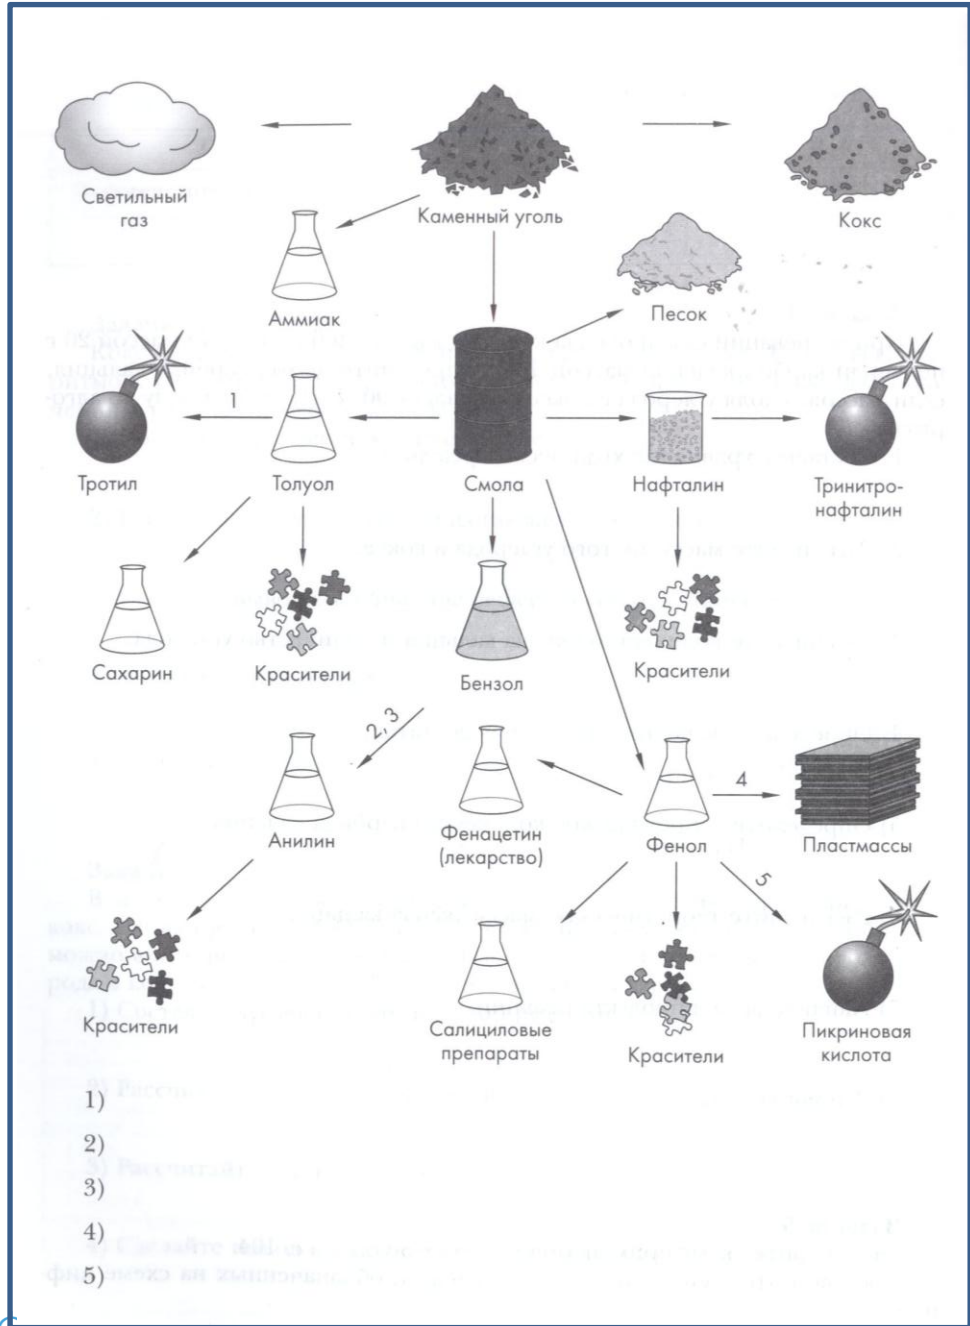 Светильный
газ
Каменный уголь
Кокс
Аммиак
Песок
1
Тротил
Толуол
Смола
Нафталин
Тринитро-
нафталин
Сахарин
Красители
Бензол
Красители
2, 3
4
Анилин
Фенацетин
(лекарство)
Фенол
Пластмассы
5
Красители
Салициловые
препараты
Красители
Пикриновая
кислота
1)
2)
3)
4)
5)